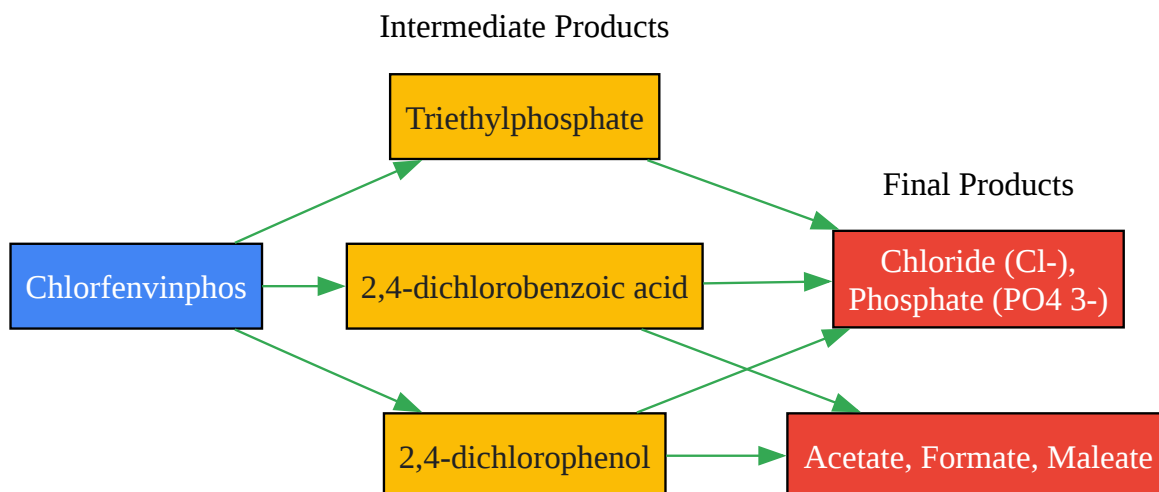 Intermediate Products
Triethylphosphate
Final Products
Chlorfenvinphos
2,4-dichlorobenzoic acid
Chloride (Cl-),
Phosphate (PO4 3-)
2,4-dichlorophenol
Acetate, Formate, Maleate